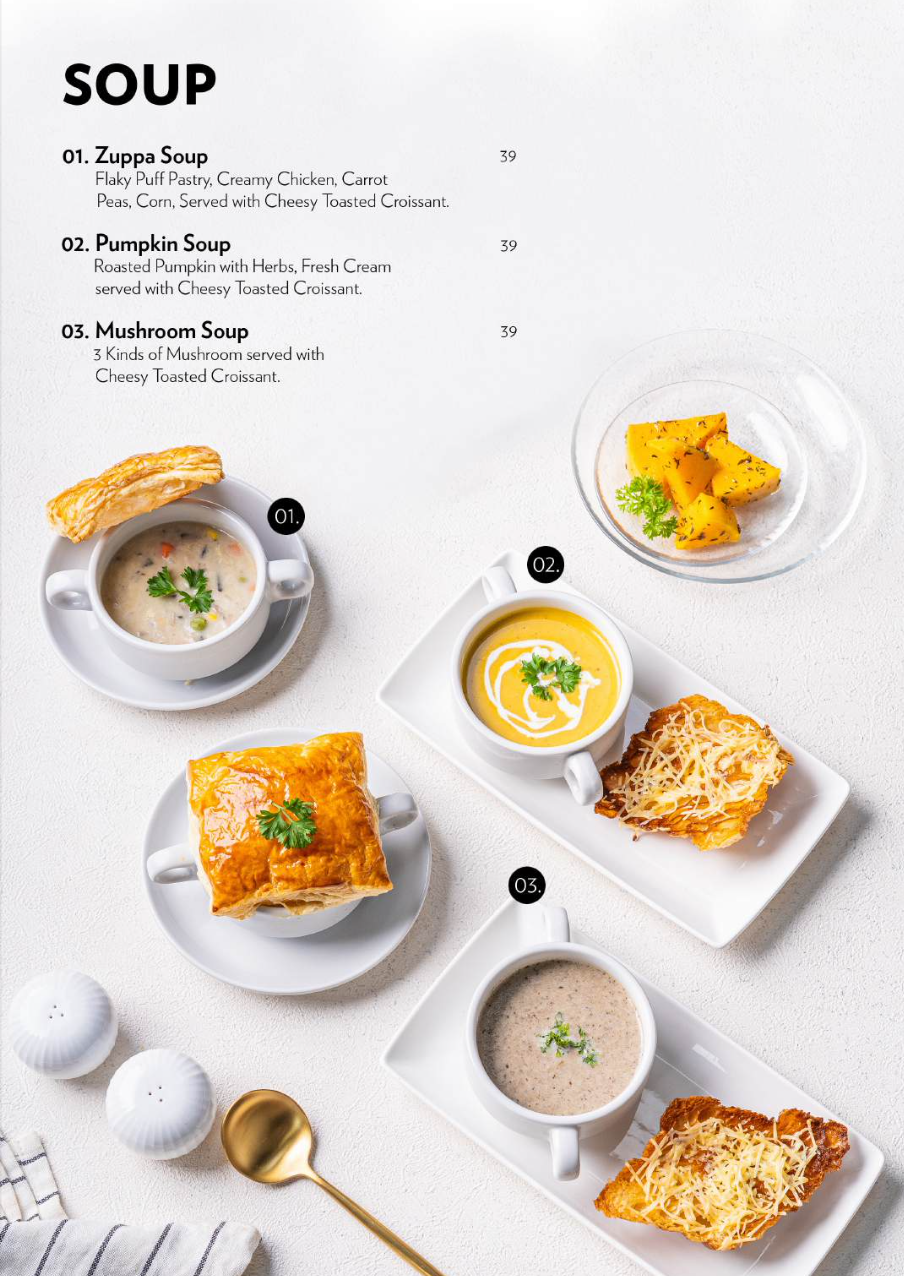 SOUP
01. Zuppa Soup 39
Flaky Puff Pastry, Creamy Chicken, Carrot
Peas, Corn, Served with Cheesy Toasted Croissant.
02. Pumpkin Soup 39
Roasted Pumpkin with Herbs, Fresh Cream
served with Cheesy Toasted Croissant.
03. Mushroom Soup 39
3 Kinds of Mushroom served with
Cheesy Toasted Croissant.
01.
02.
03.